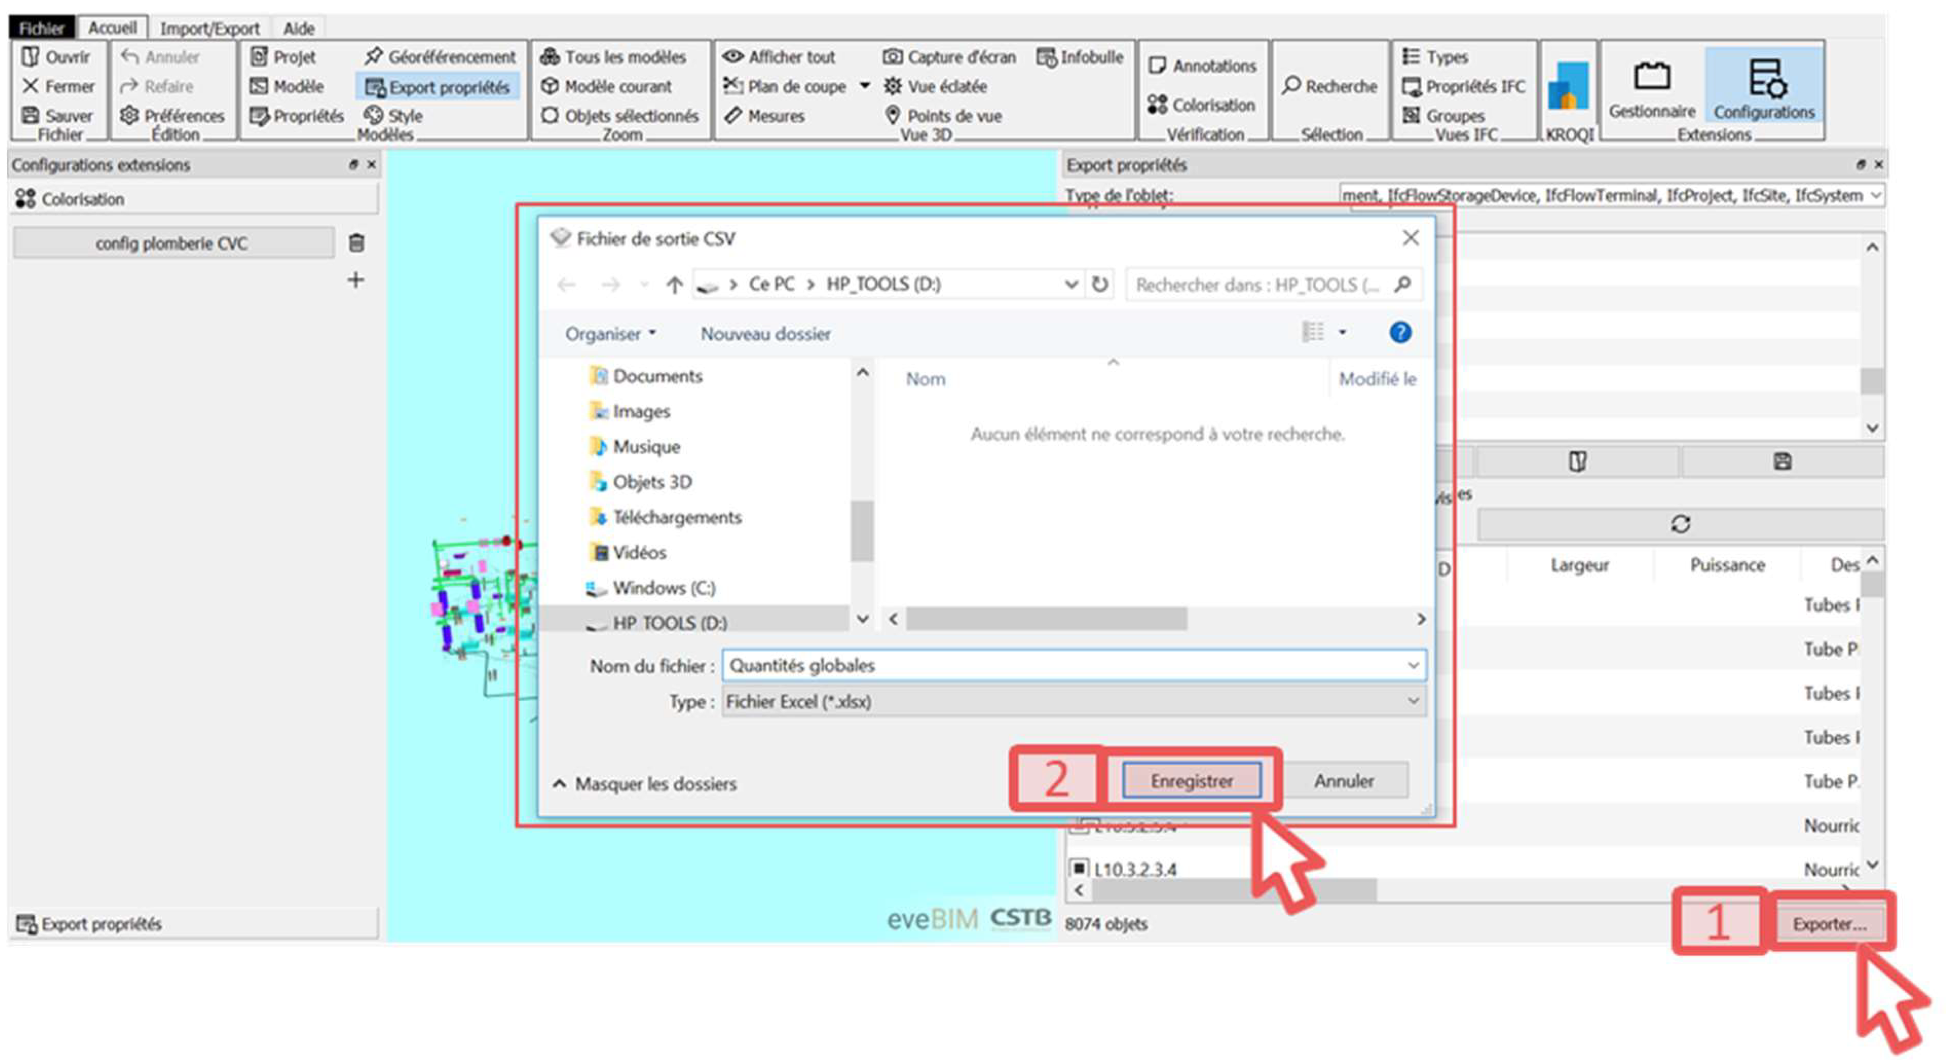 Fichier Accueil Import/Export Aide
Ouvrir Annuler Projet Géoréférencement Tous les modèles Afficher tout Capture d'écran Infobulle Annotations Types
Fermer Refaire Modèle Export propriétés Modèle courant Plan de coupe Vue éclatée Recherche Propriétés IFC
Sauver Préférences Propriétés Style Objets sélectionnés Mesures Points de vue Colorisation Groupes Gestionnaire Configurations
Fichier Édition Modèles Zoom Vue 3D Vérification Sélection Vues IFC KROQI Extensions
Configurations extensions
Colorisation
config plomberie CVC
Export propriétés
Type de l'objet: ment, IfcFlowStorageDevice, IfcFlowTerminal, IfcProject, IfcSite, IfcSystem
Fichier de sortie CSV
Ce PC > HP_TOOLS (D:) Rechercher dans : HP_TOOLS (...
Organiser Nouveau dossier
Documents
Images
Musique
Objets 3D
Téléchargements
Vidéos
Windows (C:)
HP_TOOLS (D:)
Nom Modifié le
Aucun élément ne correspond à votre recherche.
Nom du fichier : Quantités globales
Type : Fichier Excel (*.xlsx)
Masquer les dossiers
2 Enregistrer Annuler
D Largeur Puissance Des
Tubes
Tube P
Tubes
Tubes
Tube P.
L10.3.2.3.4 Nourric
L10.3.2.3.4 Nourric
eveBIM CSTB
8074 objets
1 Exporter...
Export propriétés